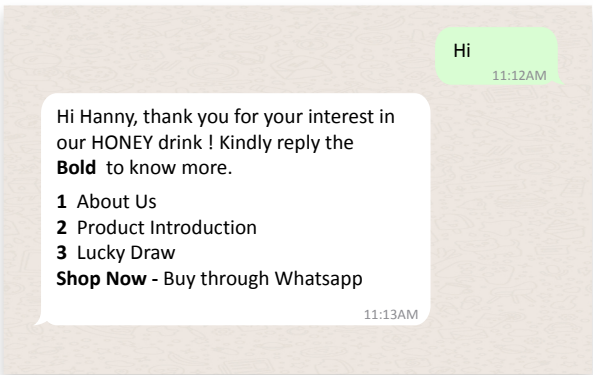 Hi
11:12AM
Hi Hanny, thank you for your interest in
our HONEY drink ! Kindly reply the
Bold to know more.
1 About Us
2 Product Introduction
3 Lucky Draw
Shop Now - Buy through Whatsapp
11:13AM